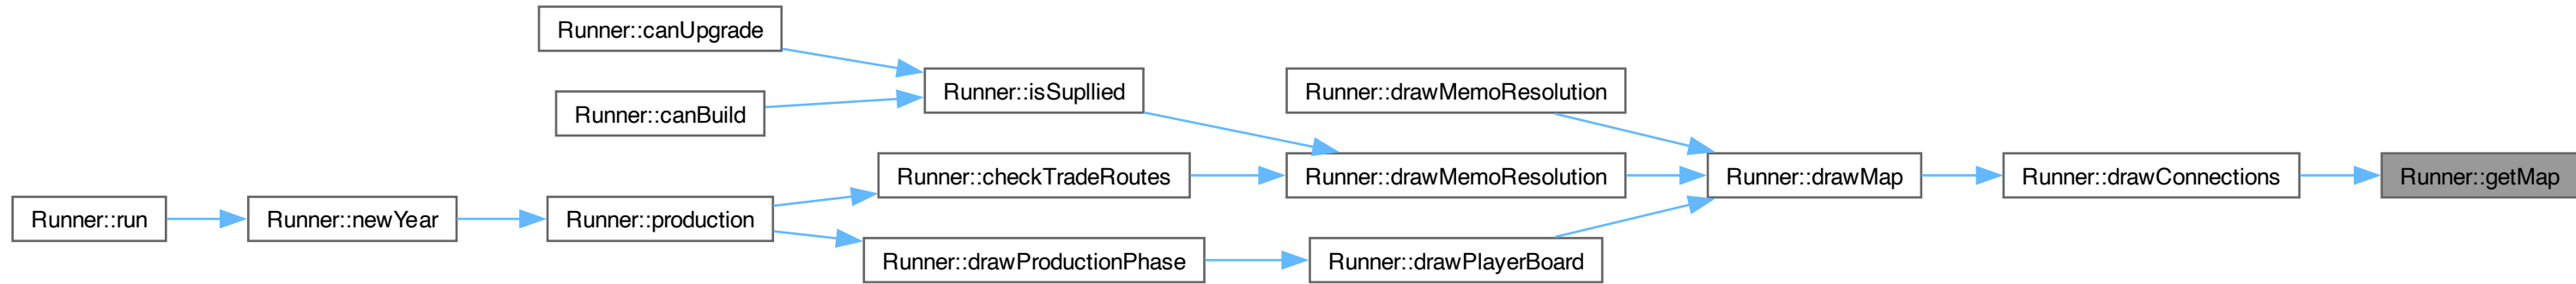 Runner::canUpgrade
Runner::isSupllied
Runner::drawMemoResolution
Runner::canBuild
Runner::checkTradeRoutes
Runner::drawMemoResolution
Runner::drawMap
Runner::drawConnections
Runner::getMap
Runner::run
Runner::newYear
Runner::production
Runner::drawProductionPhase
Runner::drawPlayerBoard